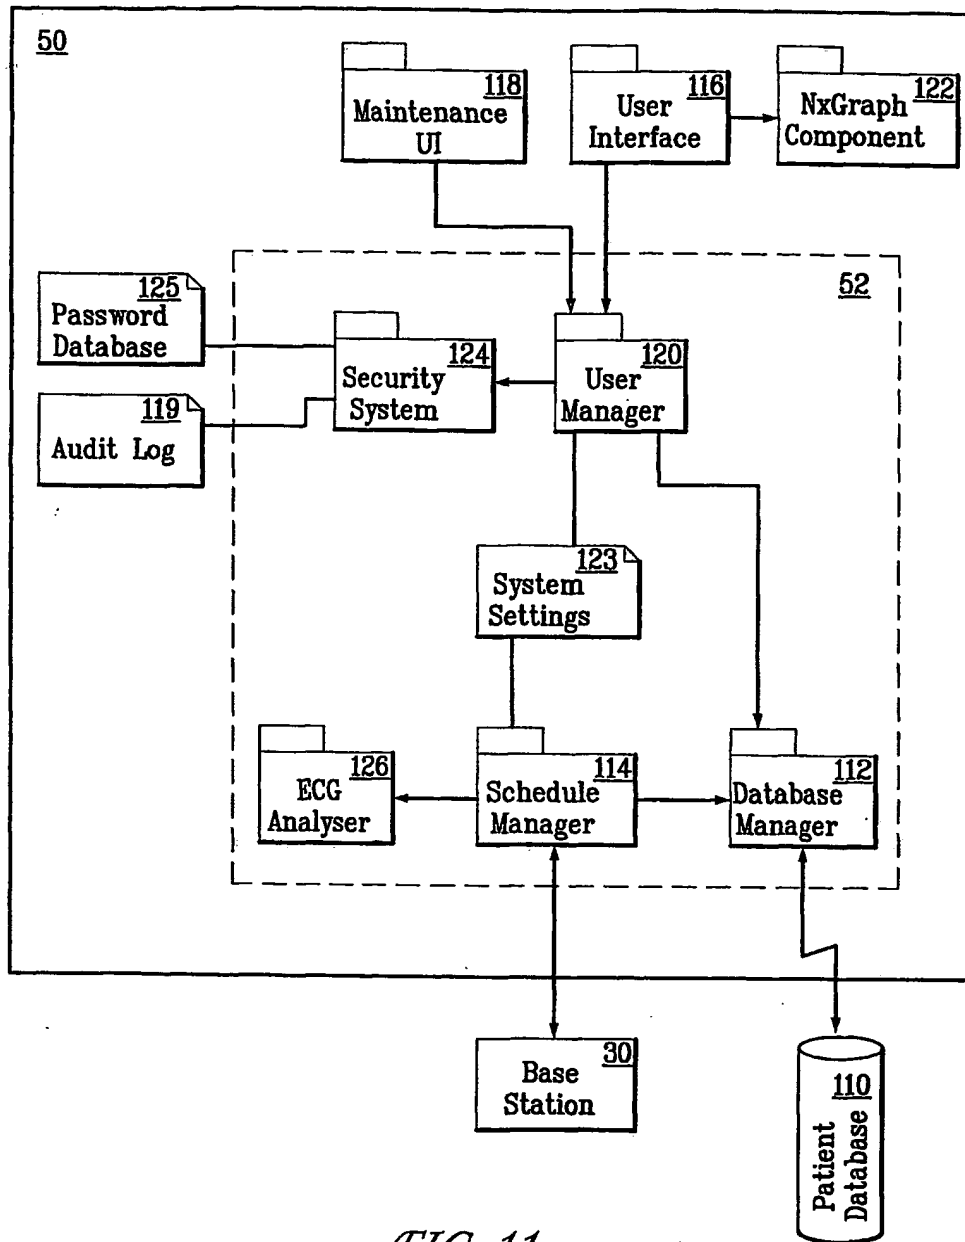 50
118
Maintenance
UI
116
User
Interface
122
NxGraph
Component
52
125
Password
Database
124
Security
System
120
User
Manager
119
Audit Log
123
System
Settings
126
ECG
Analyser
114
Schedule
Manager
112
Database
Manager
30
Base
Station
110
Patient
Database
FIG. 11